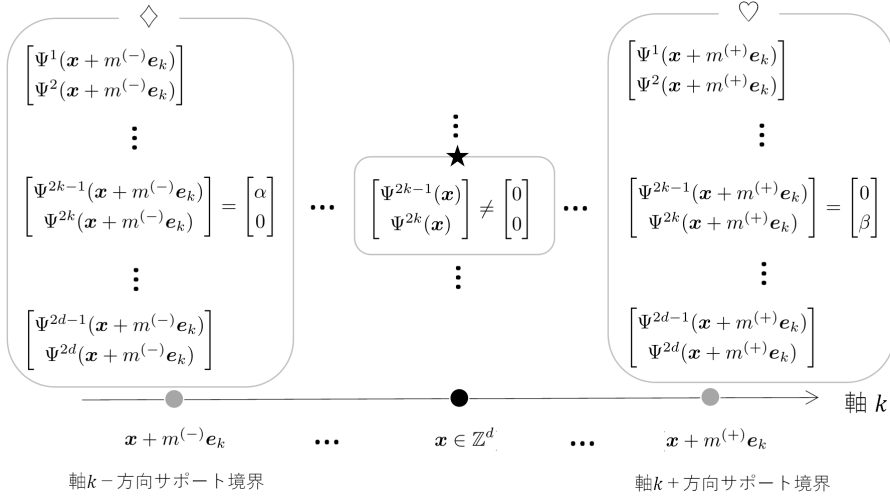 ♢ ♡
[Ψ^1(x + m^(−)e_k)] [Ψ^1(x + m^(+)e_k)]
[Ψ^2(x + m^(−)e_k)] [Ψ^2(x + m^(+)e_k)]
⋮ ⋮ ⋮
★
[Ψ^{2k−1}(x + m^(−)e_k)] = [α] ⋯ [Ψ^{2k−1}(x)] ≠ [0] ⋯ [Ψ^{2k−1}(x + m^(+)e_k)] = [0]
[Ψ^{2k}(x + m^(−)e_k)] [0] [Ψ^{2k}(x)] [0] [Ψ^{2k}(x + m^(+)e_k)] [β]
⋮ ⋮ ⋮
[Ψ^{2d−1}(x + m^(−)e_k)] [Ψ^{2d−1}(x + m^(+)e_k)]
[Ψ^{2d}(x + m^(−)e_k)] [Ψ^{2d}(x + m^(+)e_k)]
軸 k
x + m^(−)e_k ⋯ x ∈ ℤ^d ⋯ x + m^(+)e_k
軸k−方向サポート境界 軸k+方向サポート境界